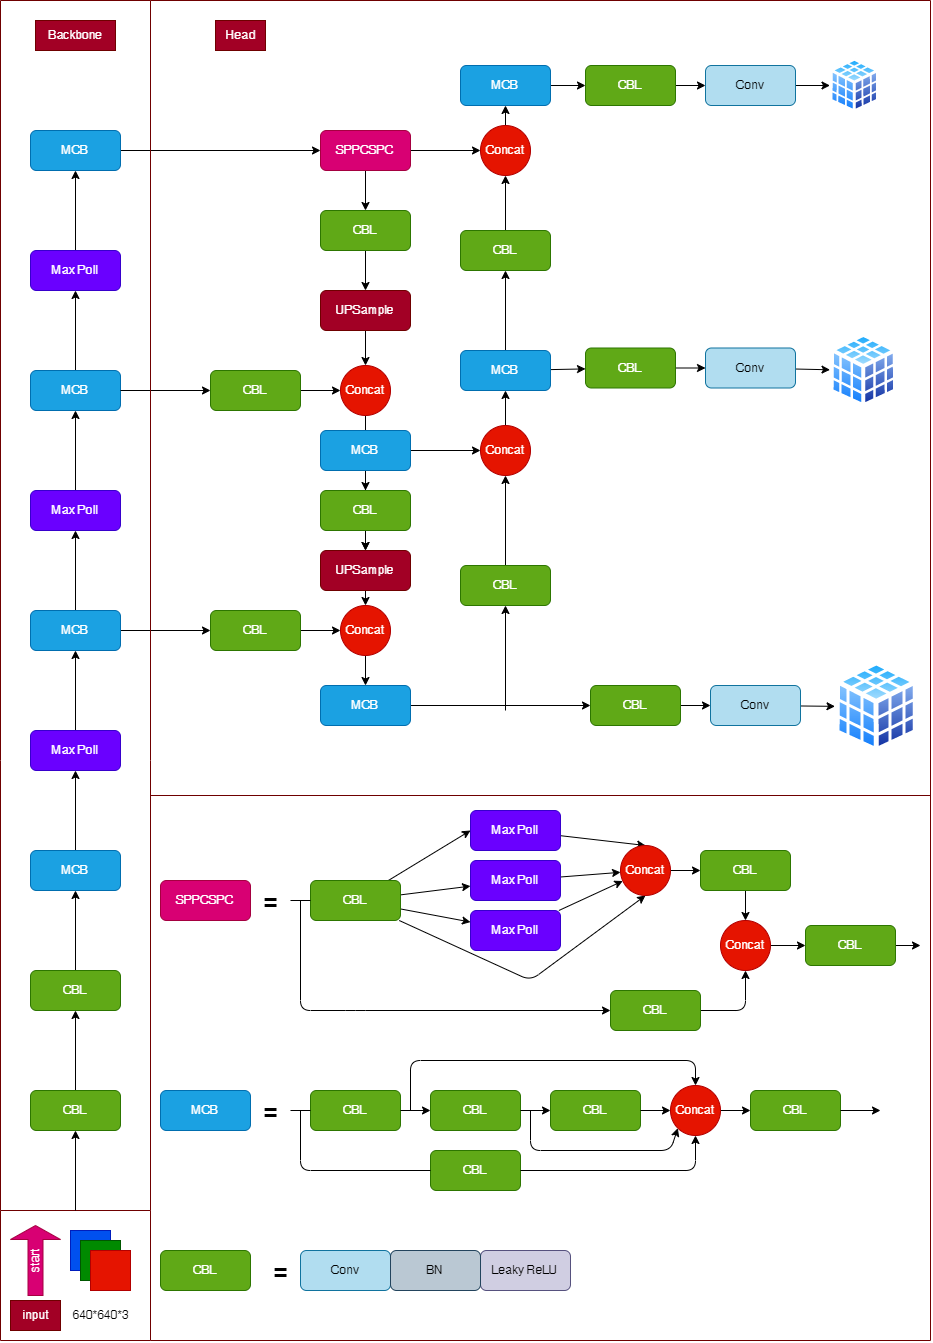 Backbone
Head
MCB
CBL
Conv
MCB
SPPCSPC
Concat
CBL
CBL
Max Poll
UPSample
MCB
CBL
Concat
MCB
CBL
Conv
MCB
Concat
Max Poll
CBL
UPSample
CBL
MCB
CBL
Concat
MCB
CBL
Conv
Max Poll
MCB
CBL
CBL
SPPCSPC
=
CBL
Max Poll
Max Poll
Max Poll
Concat
CBL
Concat
CBL
CBL
MCB
=
CBL
CBL
CBL
Concat
CBL
CBL
CBL
=
Conv
BN
Leaky ReLU
start
input
640*640*3